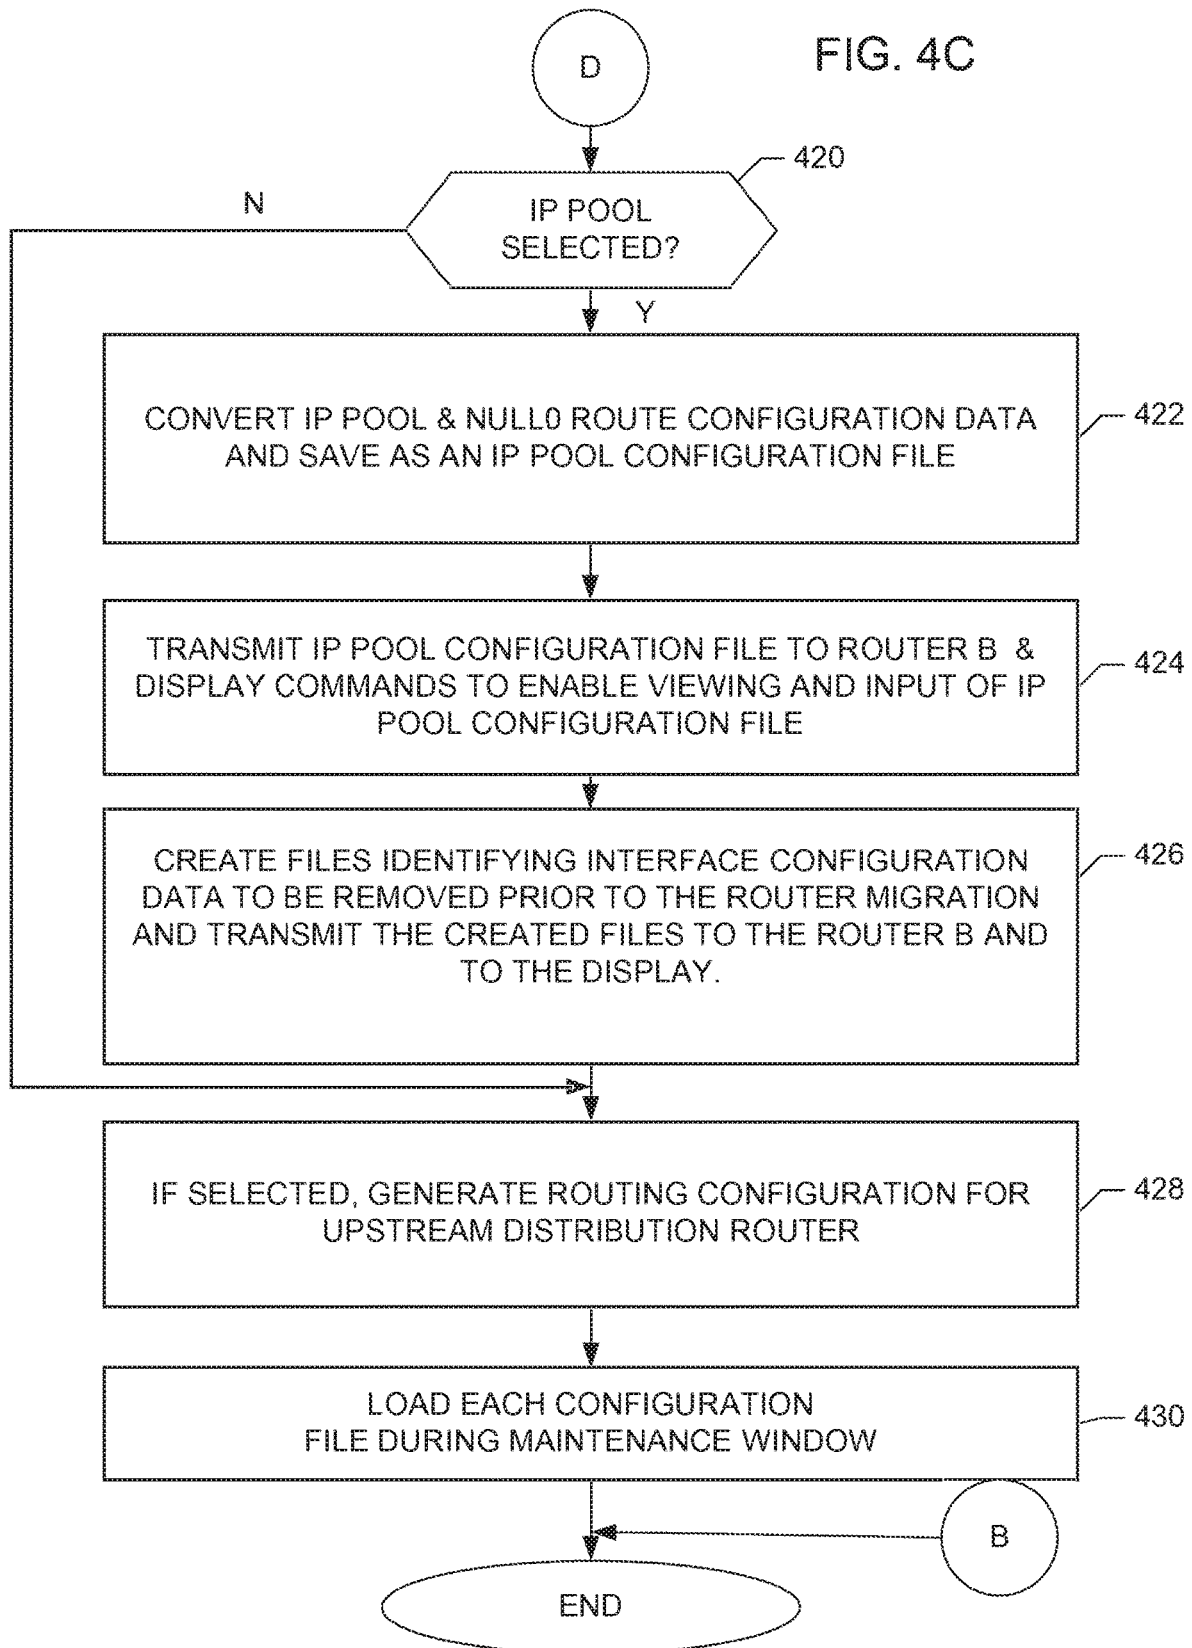 D
FIG. 4C
420
N
IP POOL
SELECTED?
Y
CONVERT IP POOL & NULL0 ROUTE CONFIGURATION DATA
AND SAVE AS AN IP POOL CONFIGURATION FILE
422
TRANSMIT IP POOL CONFIGURATION FILE TO ROUTER B &
DISPLAY COMMANDS TO ENABLE VIEWING AND INPUT OF IP
POOL CONFIGURATION FILE
424
CREATE FILES IDENTIFYING INTERFACE CONFIGURATION
DATA TO BE REMOVED PRIOR TO THE ROUTER MIGRATION
AND TRANSMIT THE CREATED FILES TO THE ROUTER B AND
TO THE DISPLAY.
426
IF SELECTED, GENERATE ROUTING CONFIGURATION FOR
UPSTREAM DISTRIBUTION ROUTER
428
LOAD EACH CONFIGURATION
FILE DURING MAINTENANCE WINDOW
430
B
END